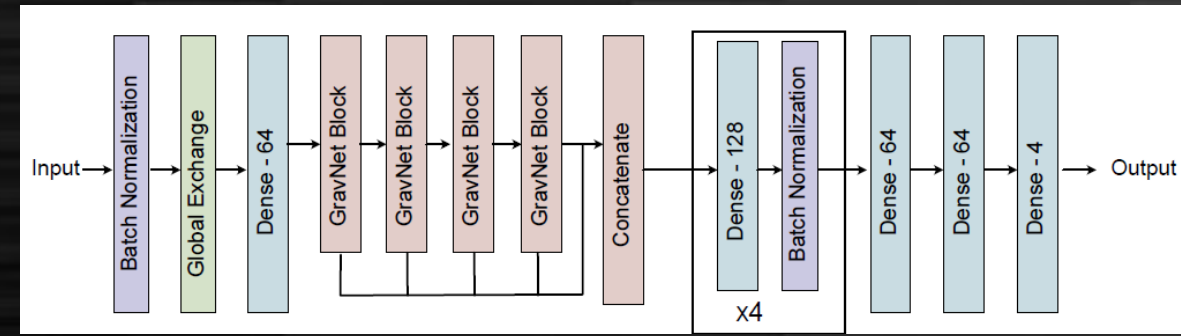 Input
Batch Normalization
Global Exchange
Dense - 64
GravNet Block
GravNet Block
GravNet Block
GravNet Block
Concatenate
Dense - 128
Batch Normalization
x4
Dense - 64
Dense - 64
Dense - 4
Output